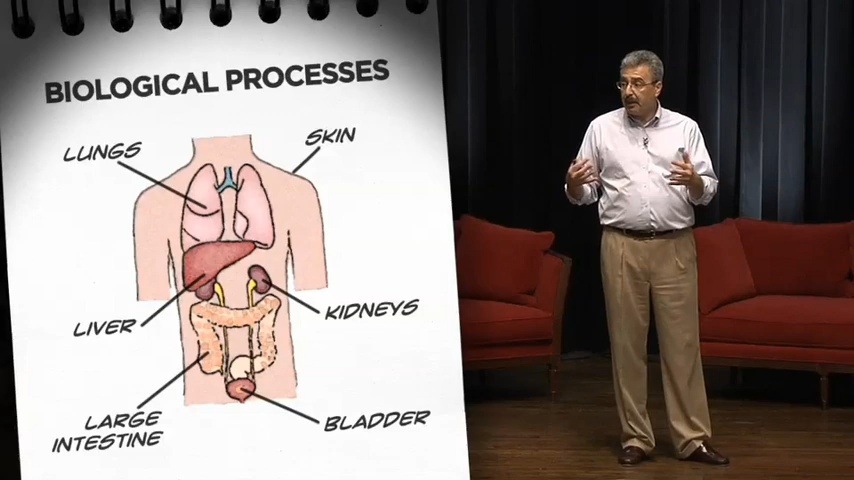 BIOLOGICAL PROCESSES
LUNGS
SKIN
LIVER
KIDNEYS
LARGE
INTESTINE
BLADDER